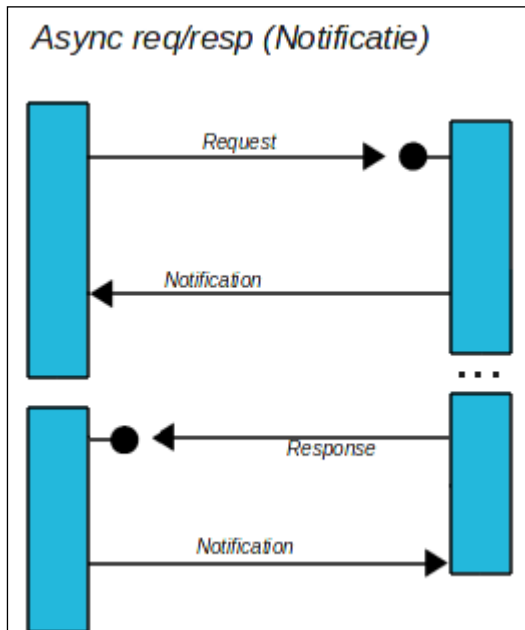 Async req/resp (Notificatie)
Request
Notification
...
Response
Notification